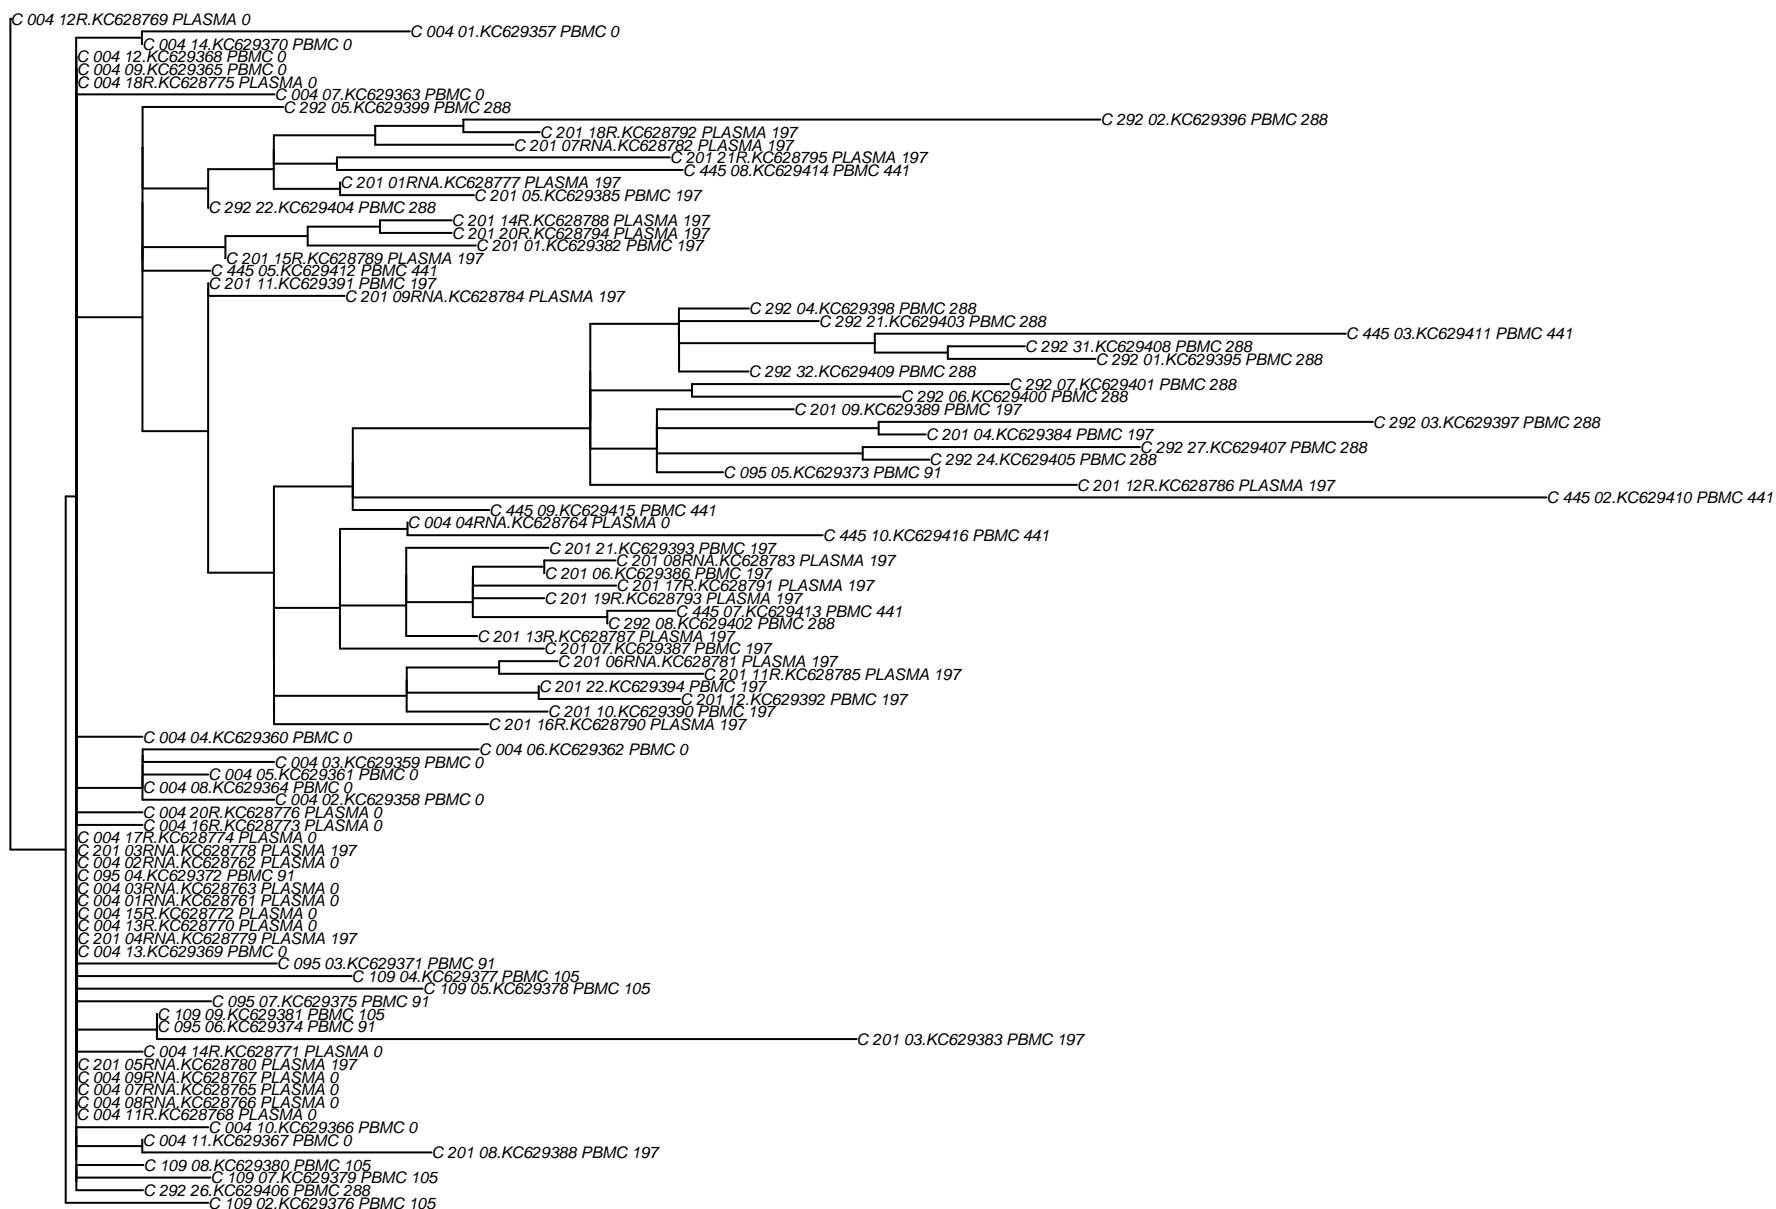 C 004 12R.KC628769 PLASMA 0
C 004 01.KC629357 PBMC 0
C 004 14.KC629370 PBMC 0
C 004 12.KC629368 PBMC 0
C 004 09.KC629365 PBMC 0
C 004 18R.KC628775 PLASMA 0
C 004 07.KC629363 PBMC 0
C 292 05.KC629399 PBMC 288
C 292 02.KC629396 PBMC 288
C 201 18R.KC628792 PLASMA 197
C 201 07RNA.KC628782 PLASMA 197
C 201 21R.KC628795 PLASMA 197
C 445 08.KC629414 PBMC 441
C 201 01RNA.KC628777 PLASMA 197
C 201 05.KC629385 PBMC 197
C 292 22.KC629404 PBMC 288
C 201 14R.KC628788 PLASMA 197
C 201 20R.KC628794 PLASMA 197
C 201 01.KC629382 PBMC 197
C 201 15R.KC628789 PLASMA 197
C 445 05.KC629412 PBMC 441
C 201 11.KC629391 PBMC 197
C 201 09RNA.KC628784 PLASMA 197
C 292 04.KC629398 PBMC 288
C 292 21.KC629403 PBMC 288
C 445 03.KC629411 PBMC 441
C 292 31.KC629408 PBMC 288
C 292 01.KC629395 PBMC 288
C 292 32.KC629409 PBMC 288
C 292 07.KC629401 PBMC 288
C 292 06.KC629400 PBMC 288
C 201 09.KC629389 PBMC 197
C 292 03.KC629397 PBMC 288
C 201 04.KC629384 PBMC 197
C 292 27.KC629407 PBMC 288
C 292 24.KC629405 PBMC 288
C 095 05.KC629373 PBMC 91
C 201 12R.KC628786 PLASMA 197
C 445 02.KC629410 PBMC 441
C 445 09.KC629415 PBMC 441
C 004 04RNA.KC628764 PLASMA 0
C 445 10.KC629416 PBMC 441
C 201 21.KC629393 PBMC 197
C 201 08RNA.KC628783 PLASMA 197
C 201 06.KC629386 PBMC 197
C 201 17R.KC628791 PLASMA 197
C 201 19R.KC628793 PLASMA 197
C 445 07.KC629413 PBMC 441
C 292 08.KC629402 PBMC 288
C 201 13R.KC628787 PLASMA 197
C 201 07.KC629387 PBMC 197
C 201 06RNA.KC628781 PLASMA 197
C 201 11R.KC628785 PLASMA 197
C 201 22.KC629394 PBMC 197
C 201 12.KC629392 PBMC 197
C 201 10.KC629390 PBMC 197
C 201 16R.KC628790 PLASMA 197
C 004 04.KC629360 PBMC 0
C 004 06.KC629362 PBMC 0
C 004 03.KC629359 PBMC 0
C 004 05.KC629361 PBMC 0
C 004 08.KC629364 PBMC 0
C 004 02.KC629358 PBMC 0
C 004 20R.KC628776 PLASMA 0
C 004 16R.KC628773 PLASMA 0
C 004 17R.KC628774 PLASMA 0
C 201 03RNA.KC628778 PLASMA 197
C 004 02RNA.KC628762 PLASMA 0
C 095 04.KC629372 PBMC 91
C 004 03RNA.KC628763 PLASMA 0
C 004 01RNA.KC628761 PLASMA 0
C 004 15R.KC628772 PLASMA 0
C 004 13R.KC628770 PLASMA 0
C 201 04RNA.KC628779 PLASMA 197
C 004 13.KC629369 PBMC 0
C 095 03.KC629371 PBMC 91
C 109 04.KC629377 PBMC 105
C 109 05.KC629378 PBMC 105
C 095 07.KC629375 PBMC 91
C 109 09.KC629381 PBMC 105
C 095 06.KC629374 PBMC 91
C 201 03.KC629383 PBMC 197
C 004 14R.KC628771 PLASMA 0
C 201 05RNA.KC628780 PLASMA 197
C 004 09RNA.KC628767 PLASMA 0
C 004 07RNA.KC628765 PLASMA 0
C 004 08RNA.KC628766 PLASMA 0
C 004 11R.KC628768 PLASMA 0
C 004 10.KC629366 PBMC 0
C 004 11.KC629367 PBMC 0
C 201 08.KC629388 PBMC 197
C 109 08.KC629380 PBMC 105
C 109 07.KC629379 PBMC 105
C 292 26.KC629406 PBMC 288
C 109 02.KC629376 PBMC 105